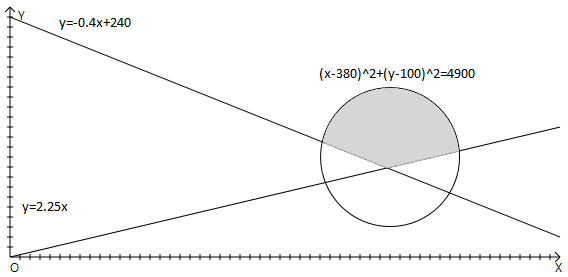 Y
y=-0.4x+240
(x-380)^2+(y-100)^2=4900
y=2.25x
O
X